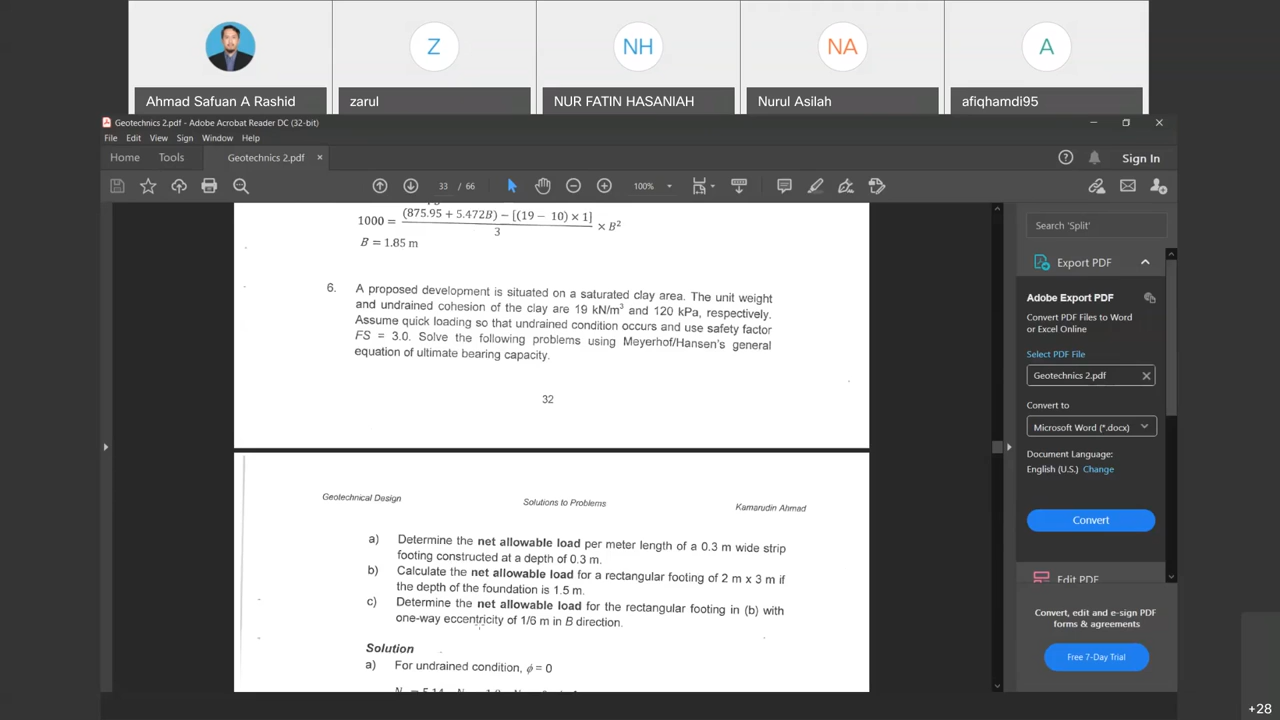 Z
NH
NA
A
Ahmad Safuan A Rashid
zarul
NUR FATIN HASANIAH
Nurul Asilah
afiqhamdi95
Geotechnics 2.pdf - Adobe Acrobat Reader DC (32-bit)
File Edit View Sign Window Help
Home Tools Geotechnics 2.pdf × Sign In
33 / 66 100%
1000 = (875.95 + 5.472B) − [(19 − 10) × 1] / 3 × B²
B = 1.85 m
6. A proposed development is situated on a saturated clay area. The unit weight
and undrained cohesion of the clay are 19 kN/m³ and 120 kPa, respectively.
Assume quick loading so that undrained condition occurs and use safety factor
FS = 3.0. Solve the following problems using Meyerhof/Hansen's general
equation of ultimate bearing capacity.
32
Geotechnical Design Solutions to Problems Kamarudin Ahmad
a) Determine the net allowable load per meter length of a 0.3 m wide strip
footing constructed at a depth of 0.3 m.
b) Calculate the net allowable load for a rectangular footing of 2 m x 3 m if
the depth of the foundation is 1.5 m.
c) Determine the net allowable load for the rectangular footing in (b) with
one-way eccentricity of 1/6 m in B direction.
Solution
a) For undrained condition, ϕ = 0
Search 'Split'
Export PDF
Adobe Export PDF
Convert PDF Files to Word
or Excel Online
Select PDF File
Geotechnics 2.pdf ×
Convert to
Microsoft Word (*.docx)
Document Language:
English (U.S.) Change
Convert
Edit PDF
Convert, edit and e-sign PDF
forms & agreements
Free 7-Day Trial
+28